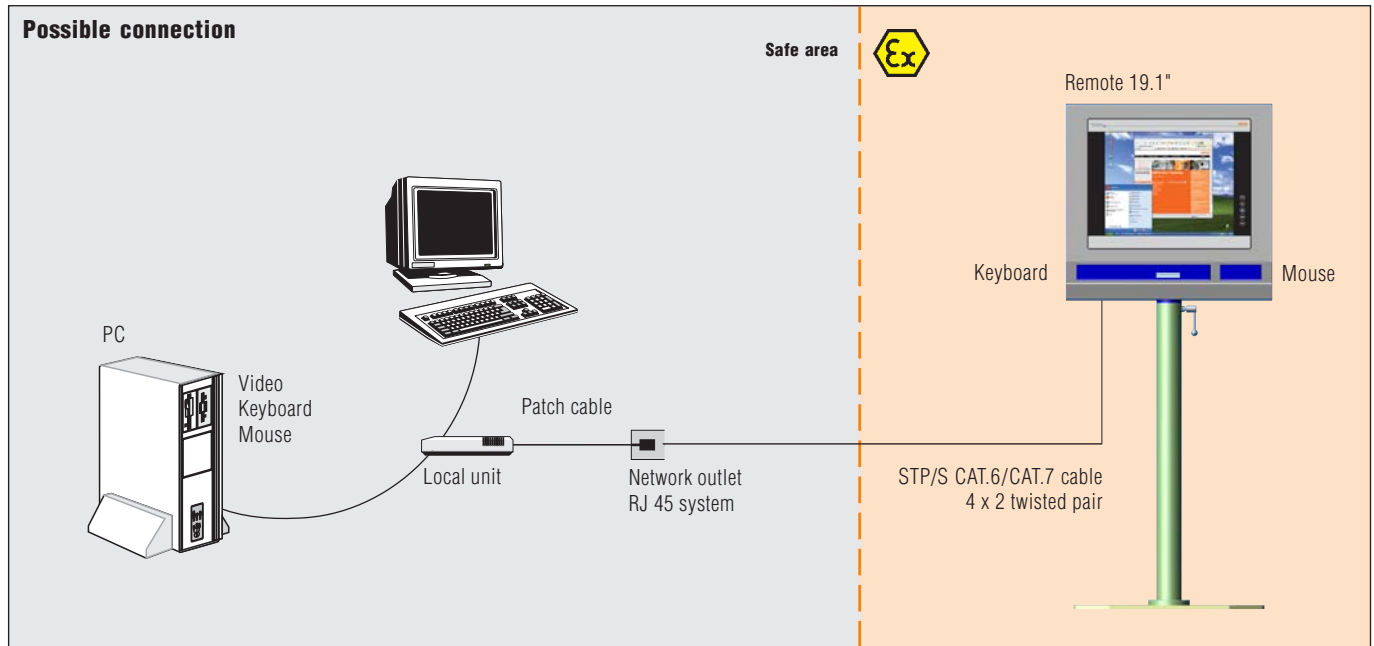 Possible connection
Safe area
Ex
Remote 19.1"
Keyboard
Mouse
PC
Video
Keyboard
Mouse
Patch cable
Local unit
Network outlet
RJ 45 system
STP/S CAT.6/CAT.7 cable
4 x 2 twisted pair